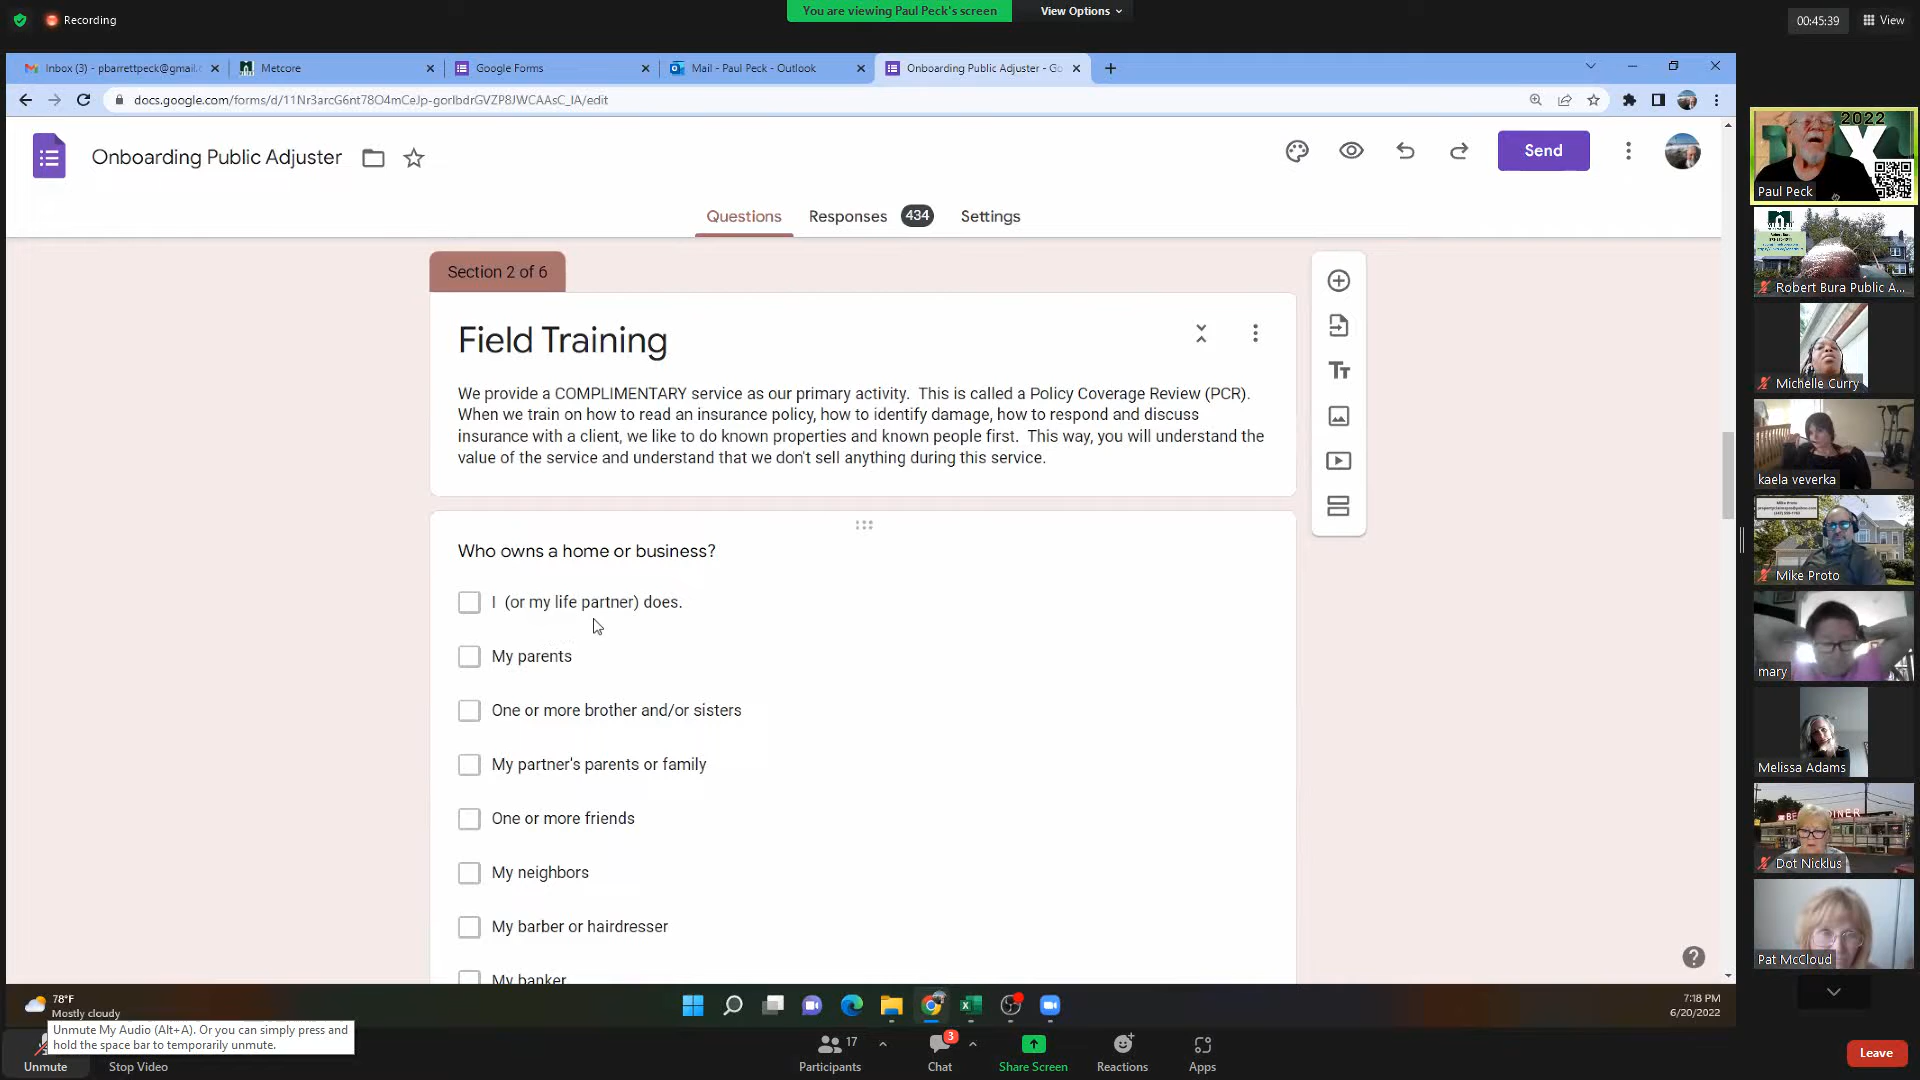 Recording
You are viewing Paul Peck's screen
View Options
00:45:39
View
Inbox (3) - pbarrettpeck@gmail.c
Metcore
Google Forms
Mail - Paul Peck - Outlook
Onboarding Public Adjuster - Go
docs.google.com/forms/d/11Nr3arcG6nt78O4mCeJp-gorIbdrGVZP8JWCAAsC_IA/edit
Onboarding Public Adjuster
Send
Questions
Responses
434
Settings
Section 2 of 6
Field Training
We provide a COMPLIMENTARY service as our primary activity. This is called a Policy Coverage Review (PCR).
When we train on how to read an insurance policy, how to identify damage, how to respond and discuss
insurance with a client, we like to do known properties and known people first. This way, you will understand the
value of the service and understand that we don't sell anything during this service.
Who owns a home or business?
I (or my life partner) does.
My parents
One or more brother and/or sisters
My partner's parents or family
One or more friends
My neighbors
My barber or hairdresser
My banker
2022
Paul Peck
Robert Bura Public A...
Michelle Curry
kaela veverka
Mike Proto
mary
Melissa Adams
Dot Nicklus
Pat McCloud
78°F
Mostly cloudy
7:18 PM
6/20/2022
Unmute My Audio (Alt+A). Or you can simply press and
hold the space bar to temporarily unmute.
Unmute
Stop Video
17
Participants
3
Chat
Share Screen
Reactions
Apps
Leave